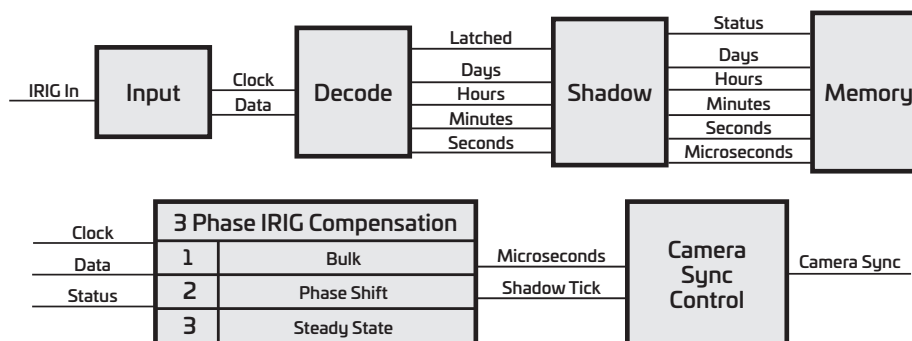 IRIG In
Input
Clock
Data
Decode
Latched
Days
Hours
Minutes
Seconds
Shadow
Status
Days
Hours
Minutes
Seconds
Microseconds
Memory
Clock
Data
Status
3 Phase IRIG Compensation
1 Bulk
2 Phase Shift
3 Steady State
Microseconds
Shadow Tick
Camera
Sync
Control
Camera Sync